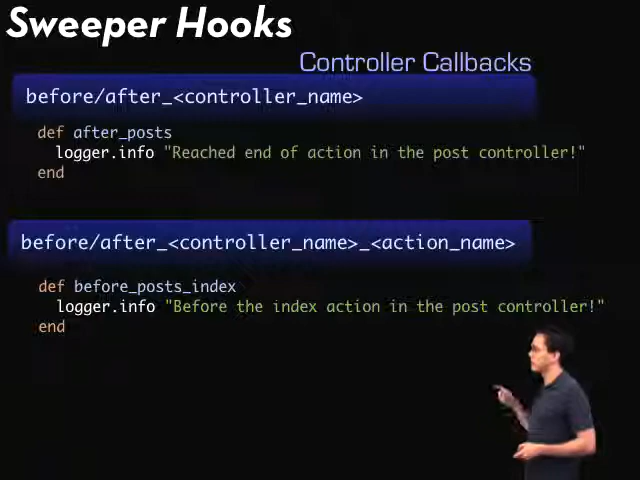 Sweeper Hooks
Controller Callbacks
before/after_<controller_name>
def after_posts
logger.info "Reached end of action in the post controller!"
end
before/after_<controller_name>_<action_name>
def before_posts_index
logger.info "Before the index action in the post controller!"
end